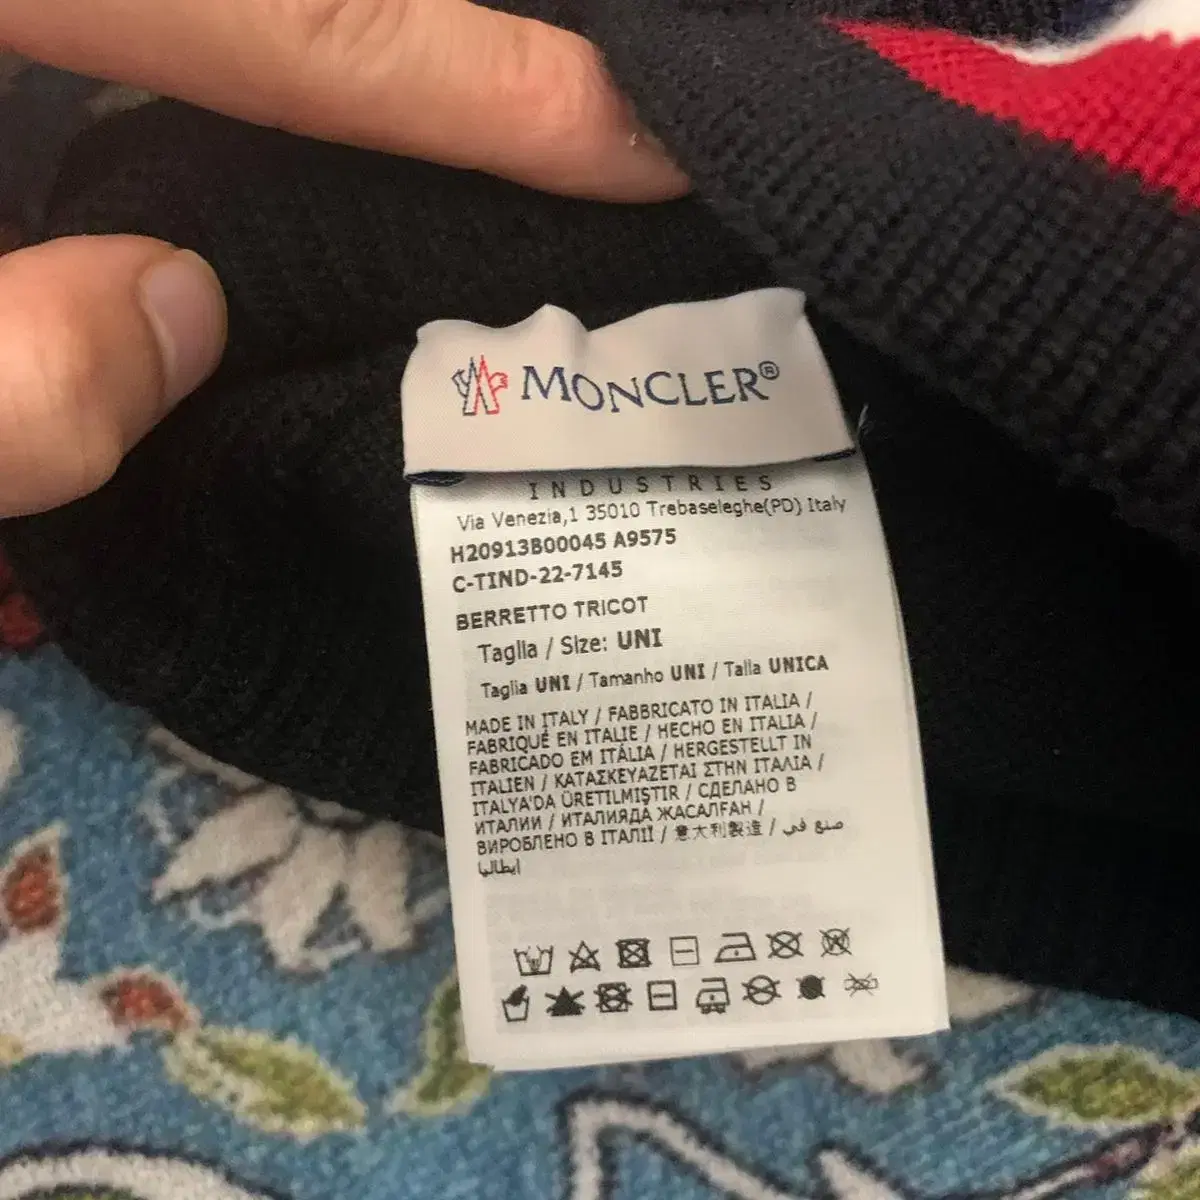 MONCLER®
INDUSTRIES
Via Venezia,1 35010 Trebaseleghe(PD) Italy
H20913B00045 A9575
C-TIND-22-7145
BERRETTO TRICOT
Taglia / Size: UNI
Taglia UNI / Tamanho UNI / Talla UNICA
MADE IN ITALY / FABBRICATO IN ITALIA /
FABRIQUÉ EN ITALIE / HECHO EN ITALIA /
FABRICADO EM ITÁLIA / HERGESTELLT IN
ITALIEN / ΚΑΤΑΣΚΕΥΑΖΕΤΑΙ ΣΤΗΝ ΙΤΑΛΙΑ /
ITALYA'DA ÜRETILMIŞTIR / СДЕЛАНО В
ИТАЛИИ / ИТАЛИЯДА ЖАСАЛҒАН /
ВИРОБЛЕНО В ІТАЛІЇ / 意大利製造 / صنع في
ايطاليا